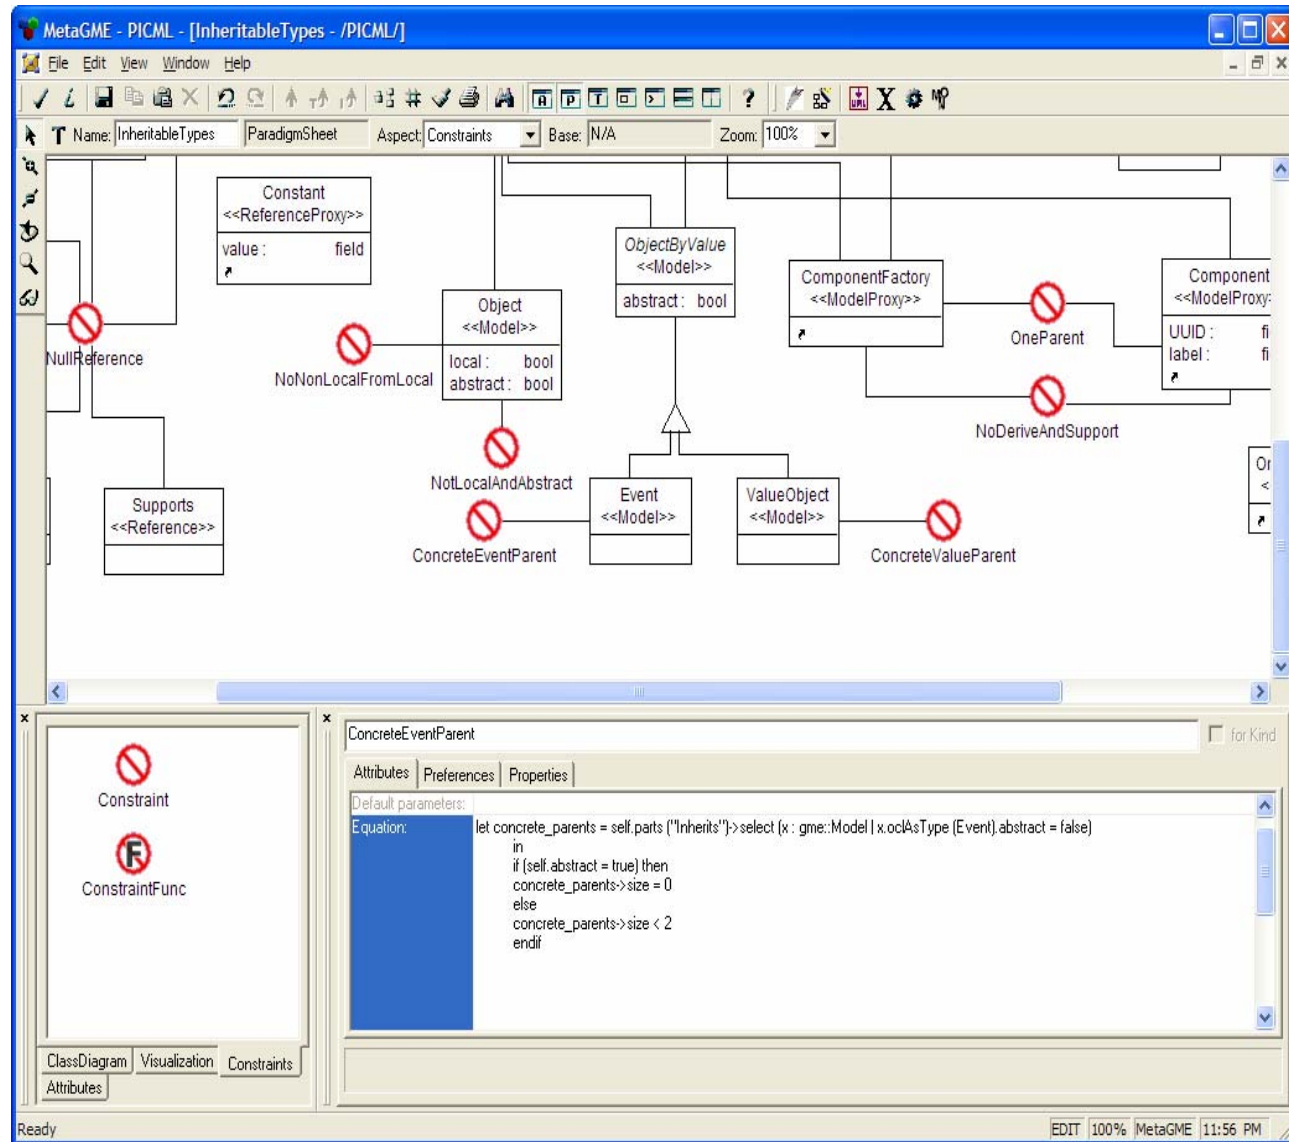 MetaGME - PICML - [InheritableTypes - /PICML/]
File Edit View Window Help
T Name: InheritableTypes ParadigmSheet Aspect: Constraints Base: N/A Zoom: 100%
Constant
<<ReferenceProxy>>
value : field
ObjectByValue
<<Model>>
abstract : bool
ComponentFactory
<<ModelProxy>>
Component
<<ModelProxy>
UUID : fi
label : fi
Object
<<Model>>
local : bool
abstract : bool
NullReference
NoNonLocalFromLocal
OneParent
NoDeriveAndSupport
NotLocalAndAbstract
Supports
<<Reference>>
Event
<<Model>>
ValueObject
<<Model>>
Or
<
ConcreteEventParent
ConcreteValueParent
Constraint
F
ConstraintFunc
ClassDiagram Visualization Constraints
Attributes
ConcreteEventParent
for Kind
Attributes Preferences Properties
Default parameters:
Equation: let concrete_parents = self.parts ("Inherits")->select (x : gme::Model | x.oclAsType (Event).abstract = false)
in
if (self.abstract = true) then
concrete_parents->size = 0
else
concrete_parents->size < 2
endif
Ready EDIT 100% MetaGME 11:56 PM